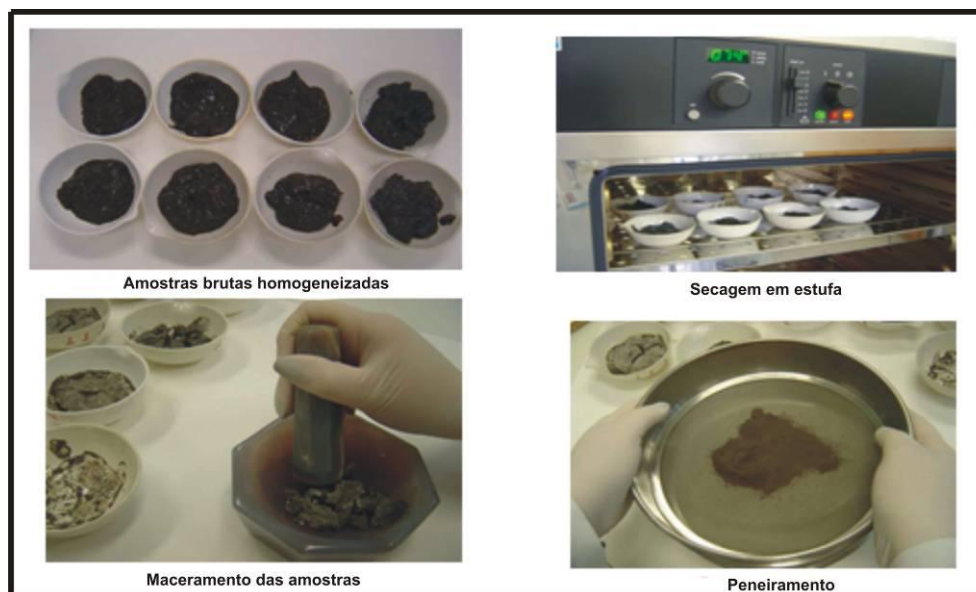 Amostras brutas homogeneizadas
Secagem em estufa
Maceramento das amostras
Peneiramento